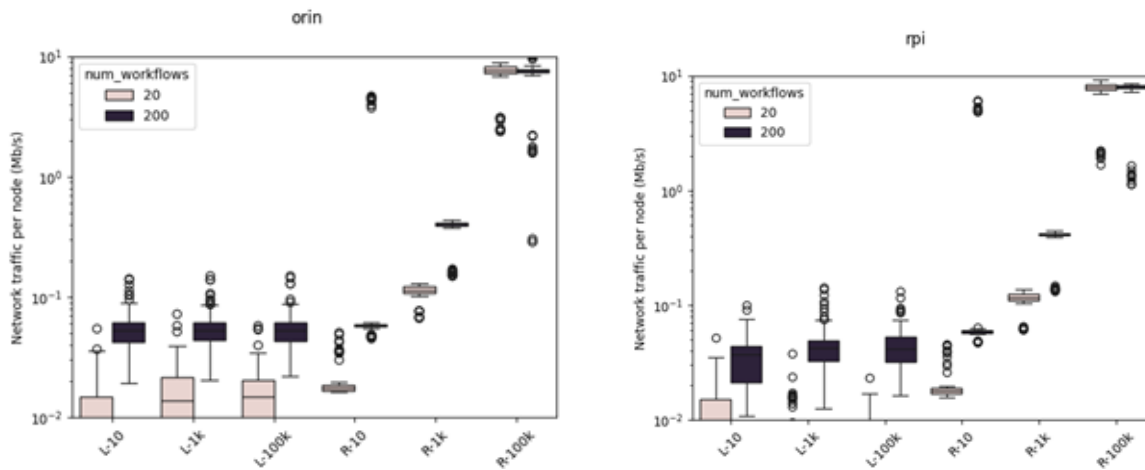 orin
Network traffic per node (Mb/s)
10¹
10⁰
10⁻¹
10⁻²
num_workflows
20
200
L-10
L-1k
L-100k
R-10
R-1k
R-100k
rpi
Network traffic per node (Mb/s)
10¹
10⁰
10⁻¹
10⁻²
num_workflows
20
200
L-10
L-1k
L-100k
R-10
R-1k
R-100k